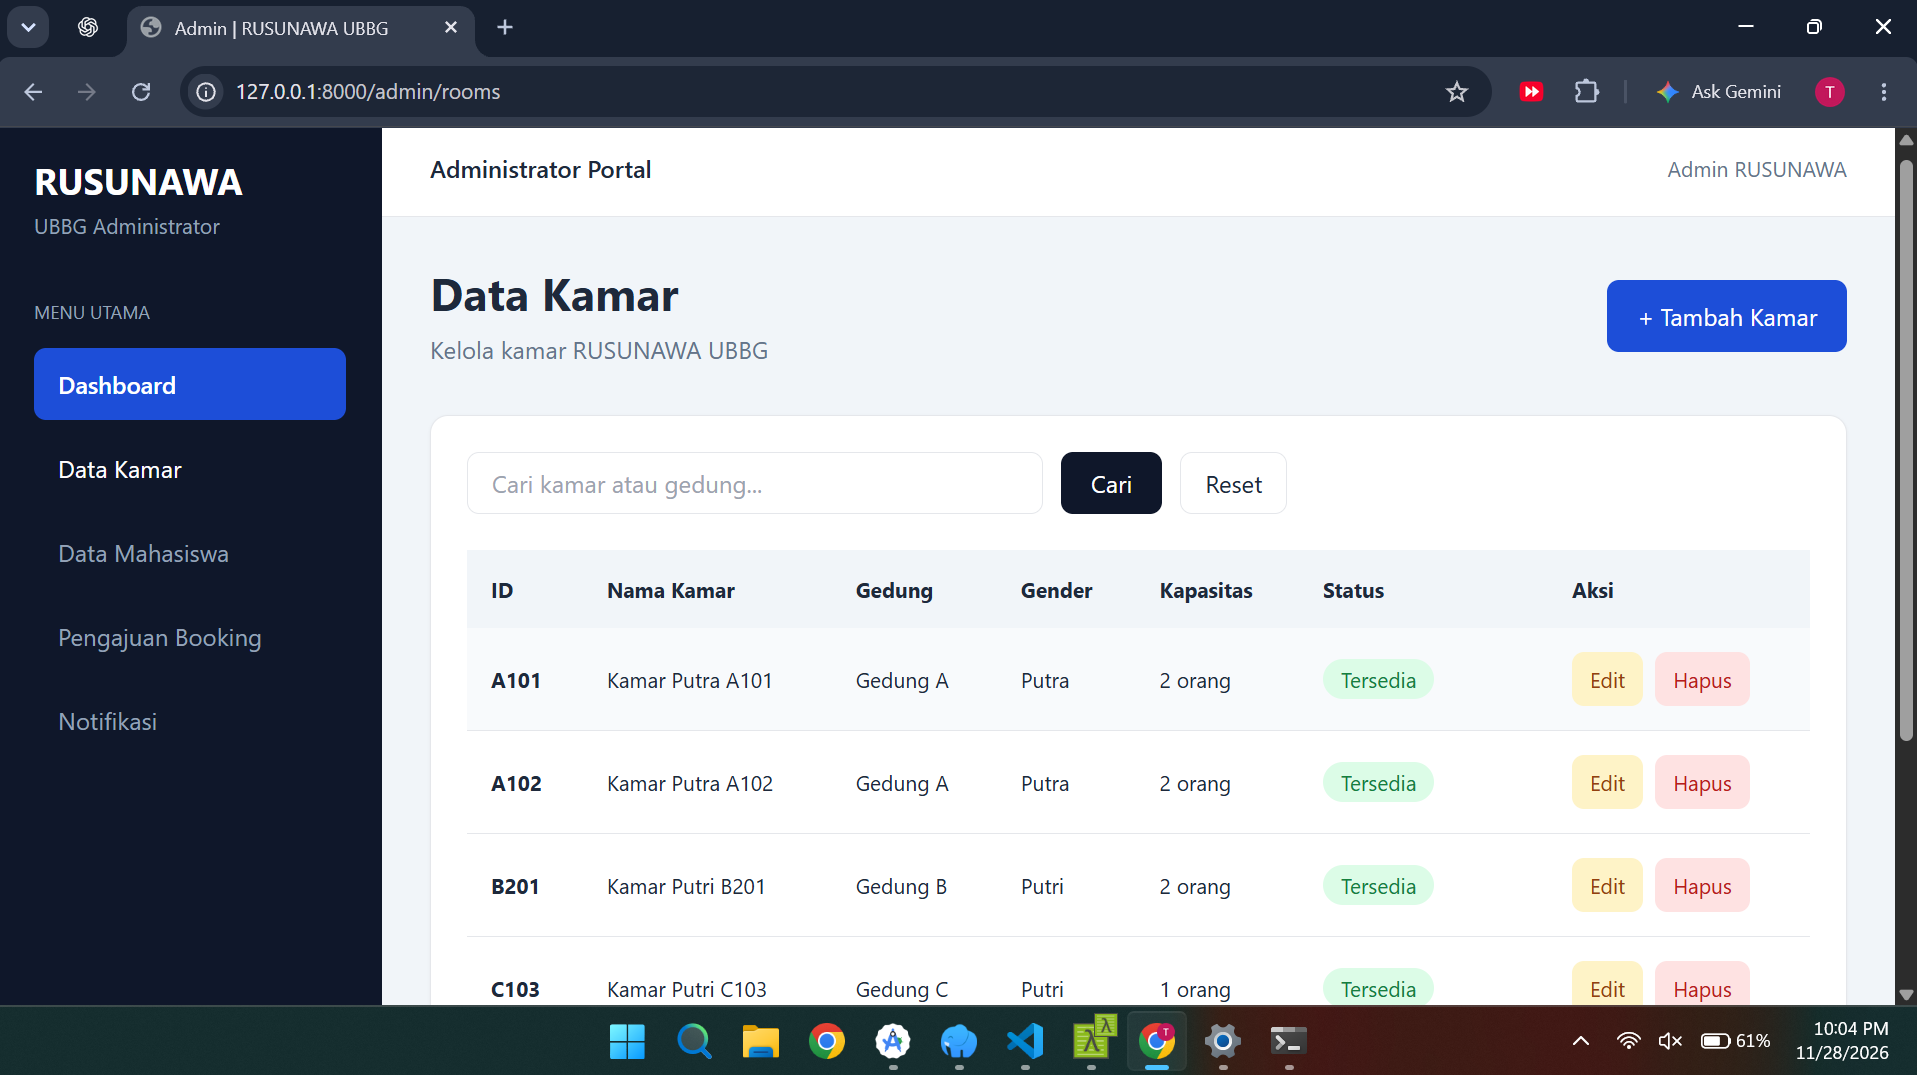 Admin | RUSUNAWA UBBG
127.0.0.1:8000/admin/rooms
Ask Gemini
T
RUSUNAWA
UBBG Administrator
MENU UTAMA
Dashboard
Data Kamar
Data Mahasiswa
Pengajuan Booking
Notifikasi
Administrator Portal
Admin RUSUNAWA
Data Kamar
Kelola kamar RUSUNAWA UBBG
+ Tambah Kamar
Cari kamar atau gedung...
Cari
Reset
ID Nama Kamar Gedung Gender Kapasitas Status Aksi
A101 Kamar Putra A101 Gedung A Putra 2 orang Tersedia Edit Hapus
A102 Kamar Putra A102 Gedung A Putra 2 orang Tersedia Edit Hapus
B201 Kamar Putri B201 Gedung B Putri 2 orang Tersedia Edit Hapus
C103 Kamar Putri C103 Gedung C Putri 1 orang Tersedia Edit Hapus
61%
10:04 PM
11/28/2026